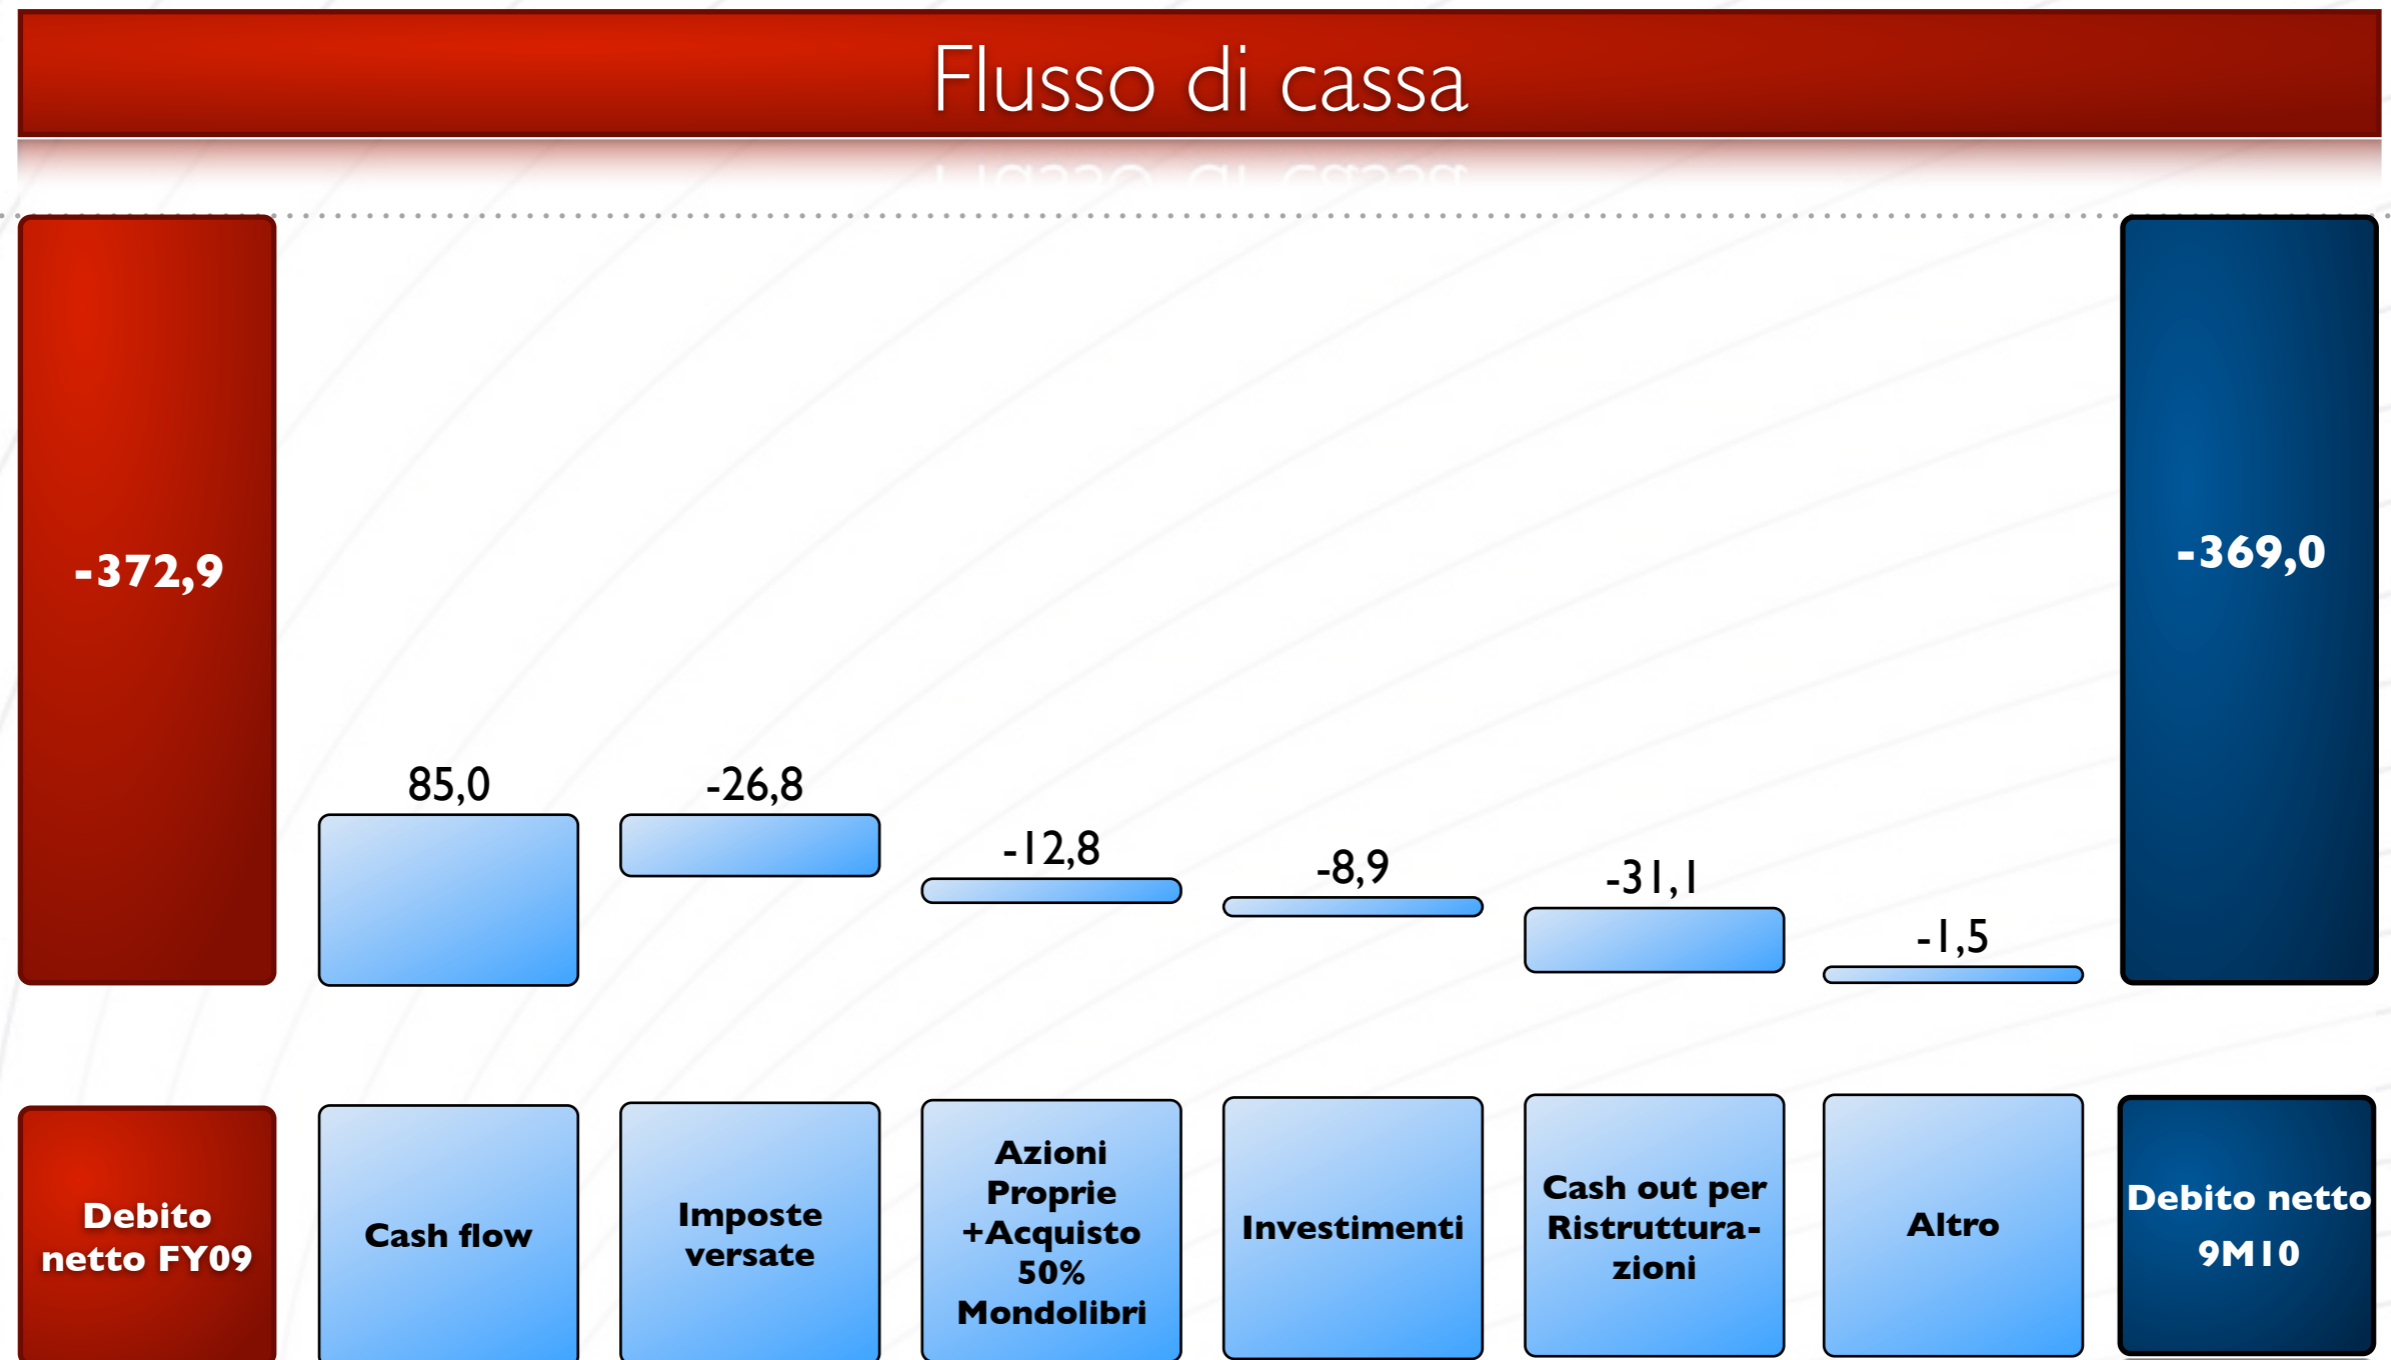 Flusso di cassa
-372,9
-369,0
85,0
-26,8
-12,8
-8,9
-31,1
-1,5
Debito
netto FY09
Cash flow
Imposte
versate
Azioni
Proprie
+Acquisto
50%
Mondolibri
Investimenti
Cash out per
Ristruttura-
zioni
Altro
Debito netto
9M10